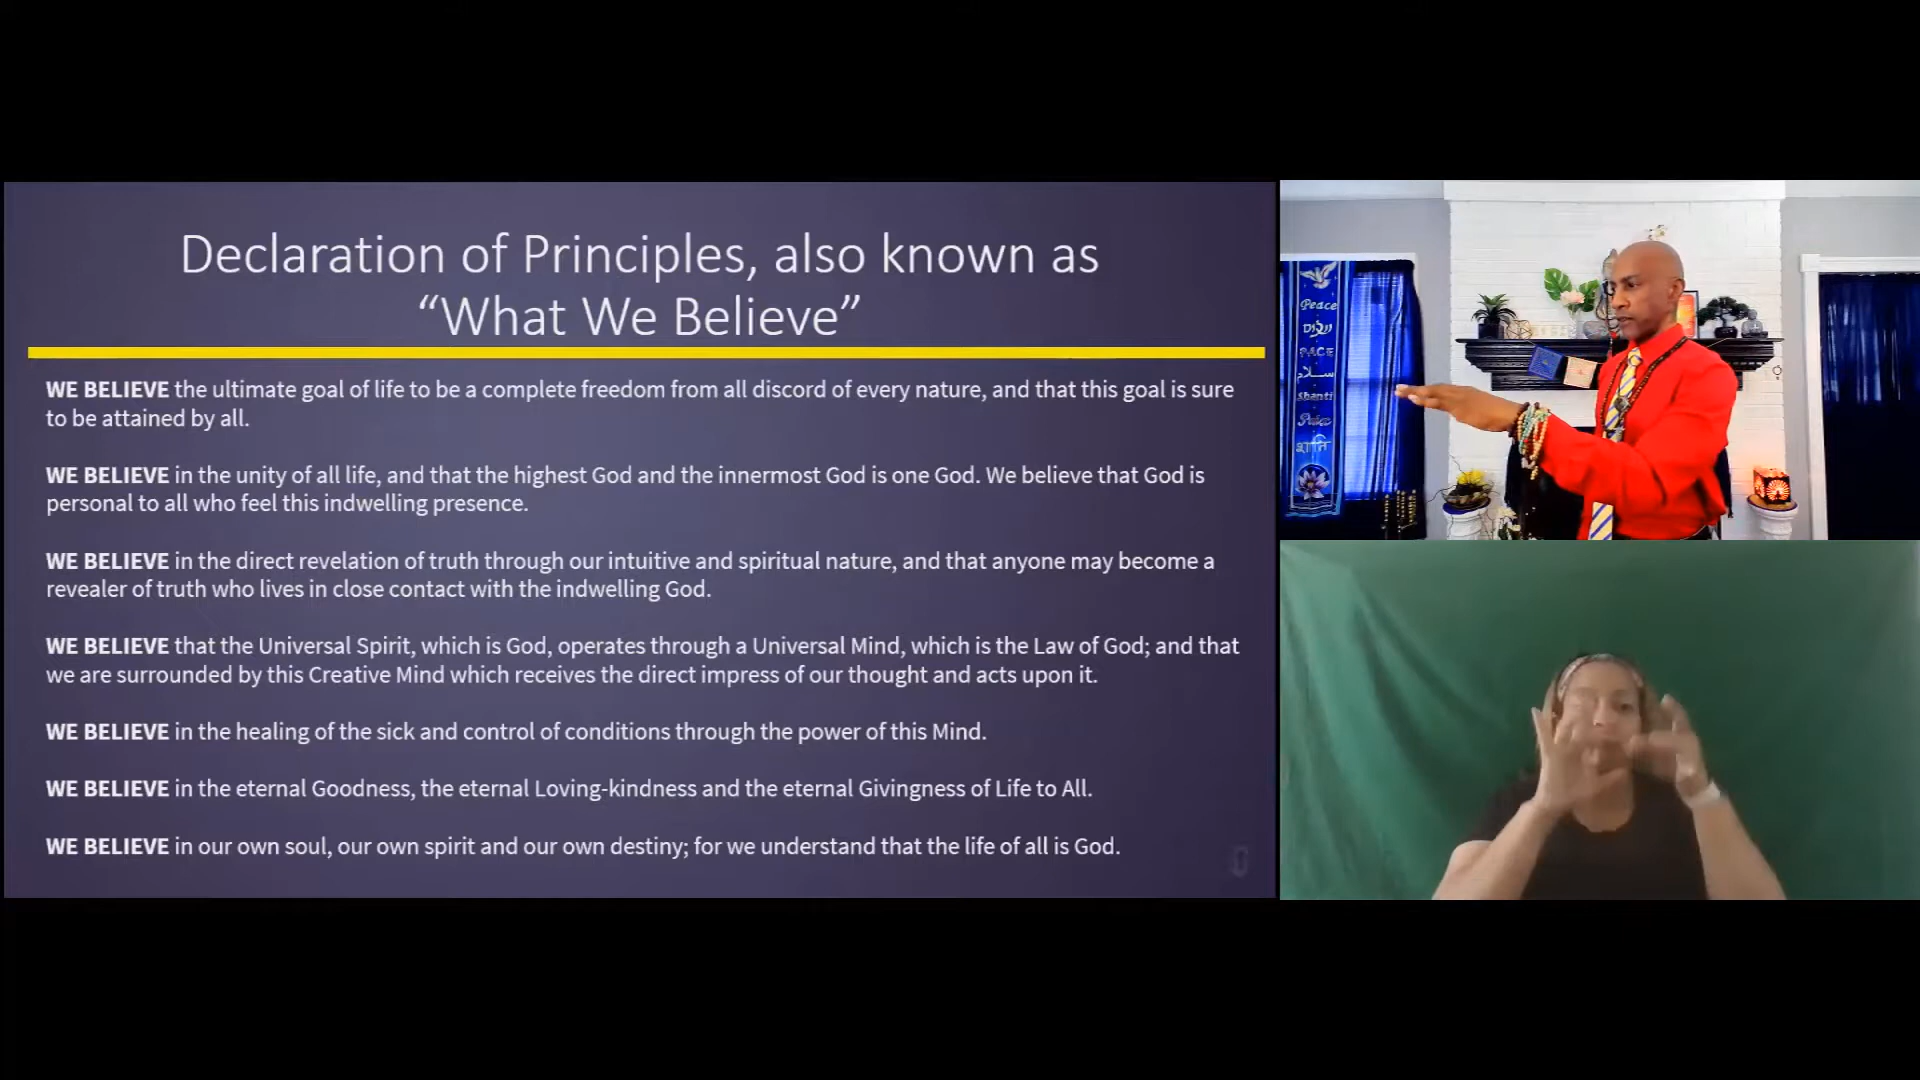 Declaration of Principles, also known as
“What We Believe”
WE BELIEVE the ultimate goal of life to be a complete freedom from all discord of every nature, and that this goal is sure
to be attained by all.
WE BELIEVE in the unity of all life, and that the highest God and the innermost God is one God. We believe that God is
personal to all who feel this indwelling presence.
WE BELIEVE in the direct revelation of truth through our intuitive and spiritual nature, and that anyone may become a
revealer of truth who lives in close contact with the indwelling God.
WE BELIEVE that the Universal Spirit, which is God, operates through a Universal Mind, which is the Law of God; and that
we are surrounded by this Creative Mind which receives the direct impress of our thought and acts upon it.
WE BELIEVE in the healing of the sick and control of conditions through the power of this Mind.
WE BELIEVE in the eternal Goodness, the eternal Loving-kindness and the eternal Givingness of Life to All.
WE BELIEVE in our own soul, our own spirit and our own destiny; for we understand that the life of all is God.
Peace
PACE
سلام
Shanti